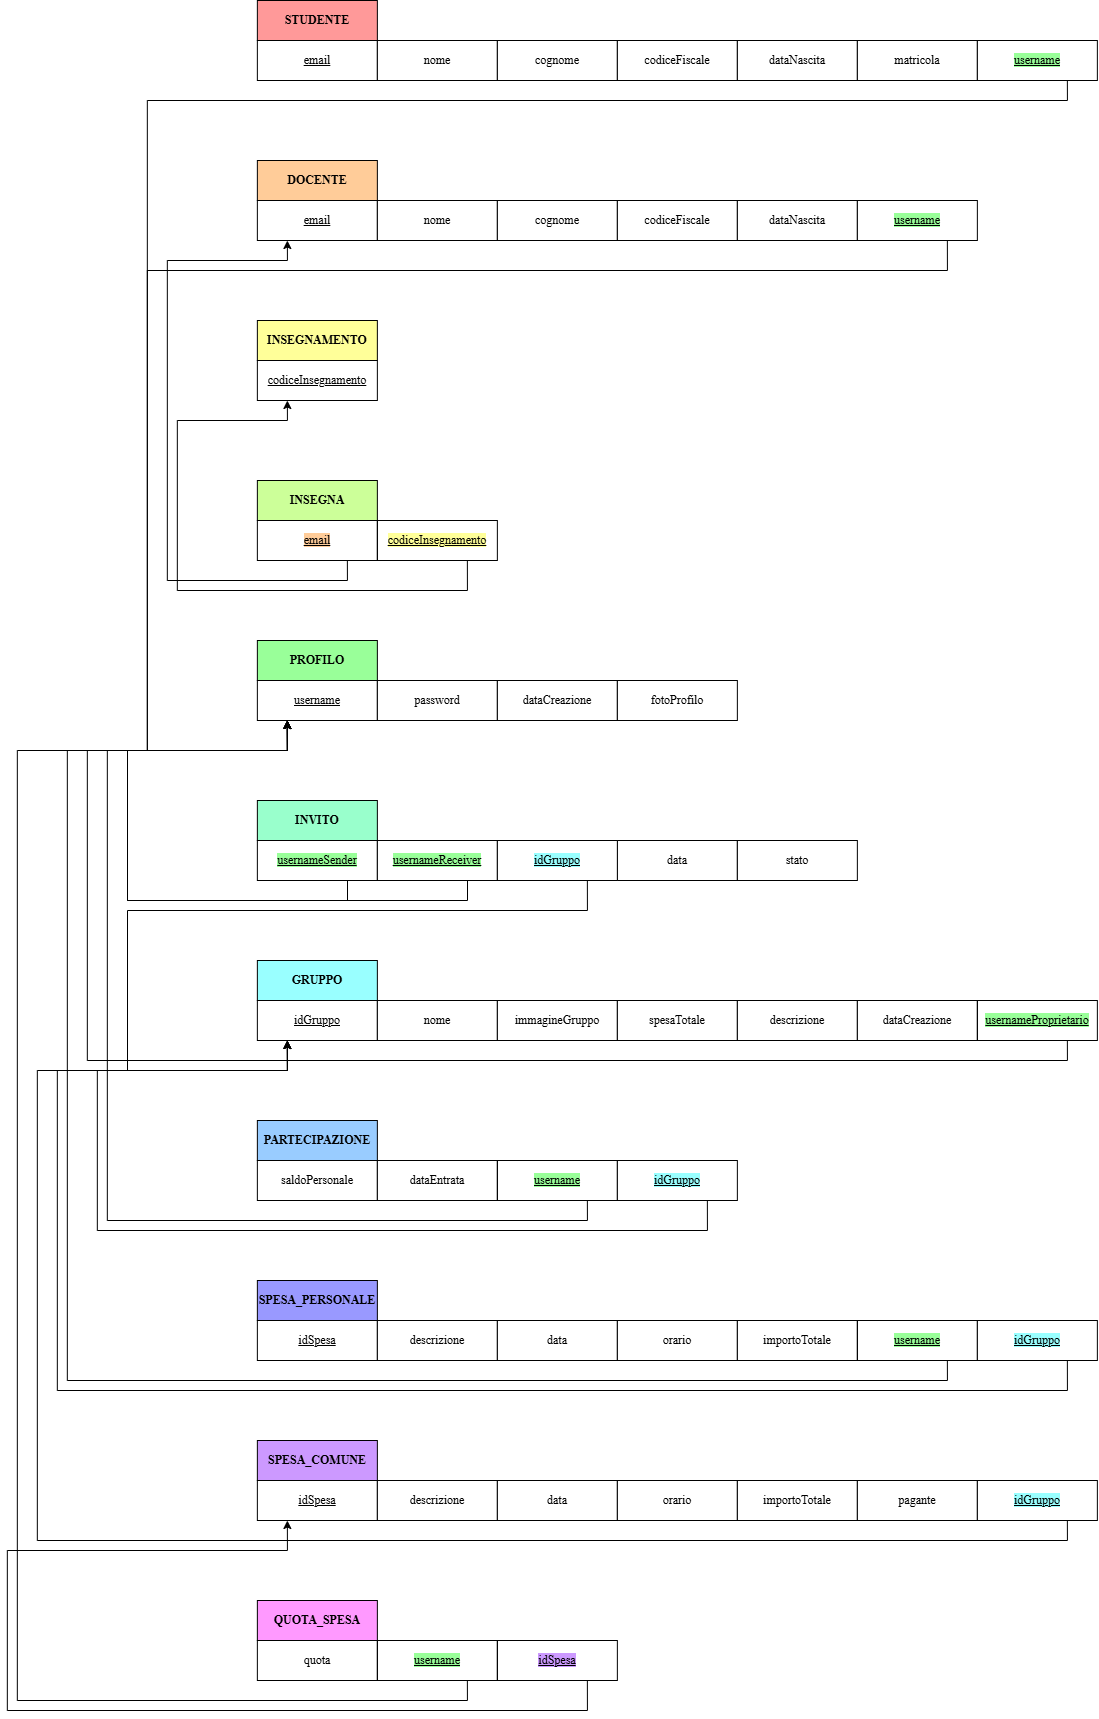 STUDENTE
email nome cognome codiceFiscale dataNascita matricola username
DOCENTE
email nome cognome codiceFiscale dataNascita username
INSEGNAMENTO
codiceInsegnamento
INSEGNA
email codiceInsegnamento
PROFILO
username password dataCreazione fotoProfilo
INVITO
usernameSender usernameReceiver idGruppo data stato
GRUPPO
idGruppo nome immagineGruppo spesaTotale descrizione dataCreazione usernameProprietario
PARTECIPAZIONE
saldoPersonale dataEntrata username idGruppo
SPESA_PERSONALE
idSpesa descrizione data orario importoTotale username idGruppo
SPESA_COMUNE
idSpesa descrizione data orario importoTotale pagante idGruppo
QUOTA_SPESA
quota username idSpesa